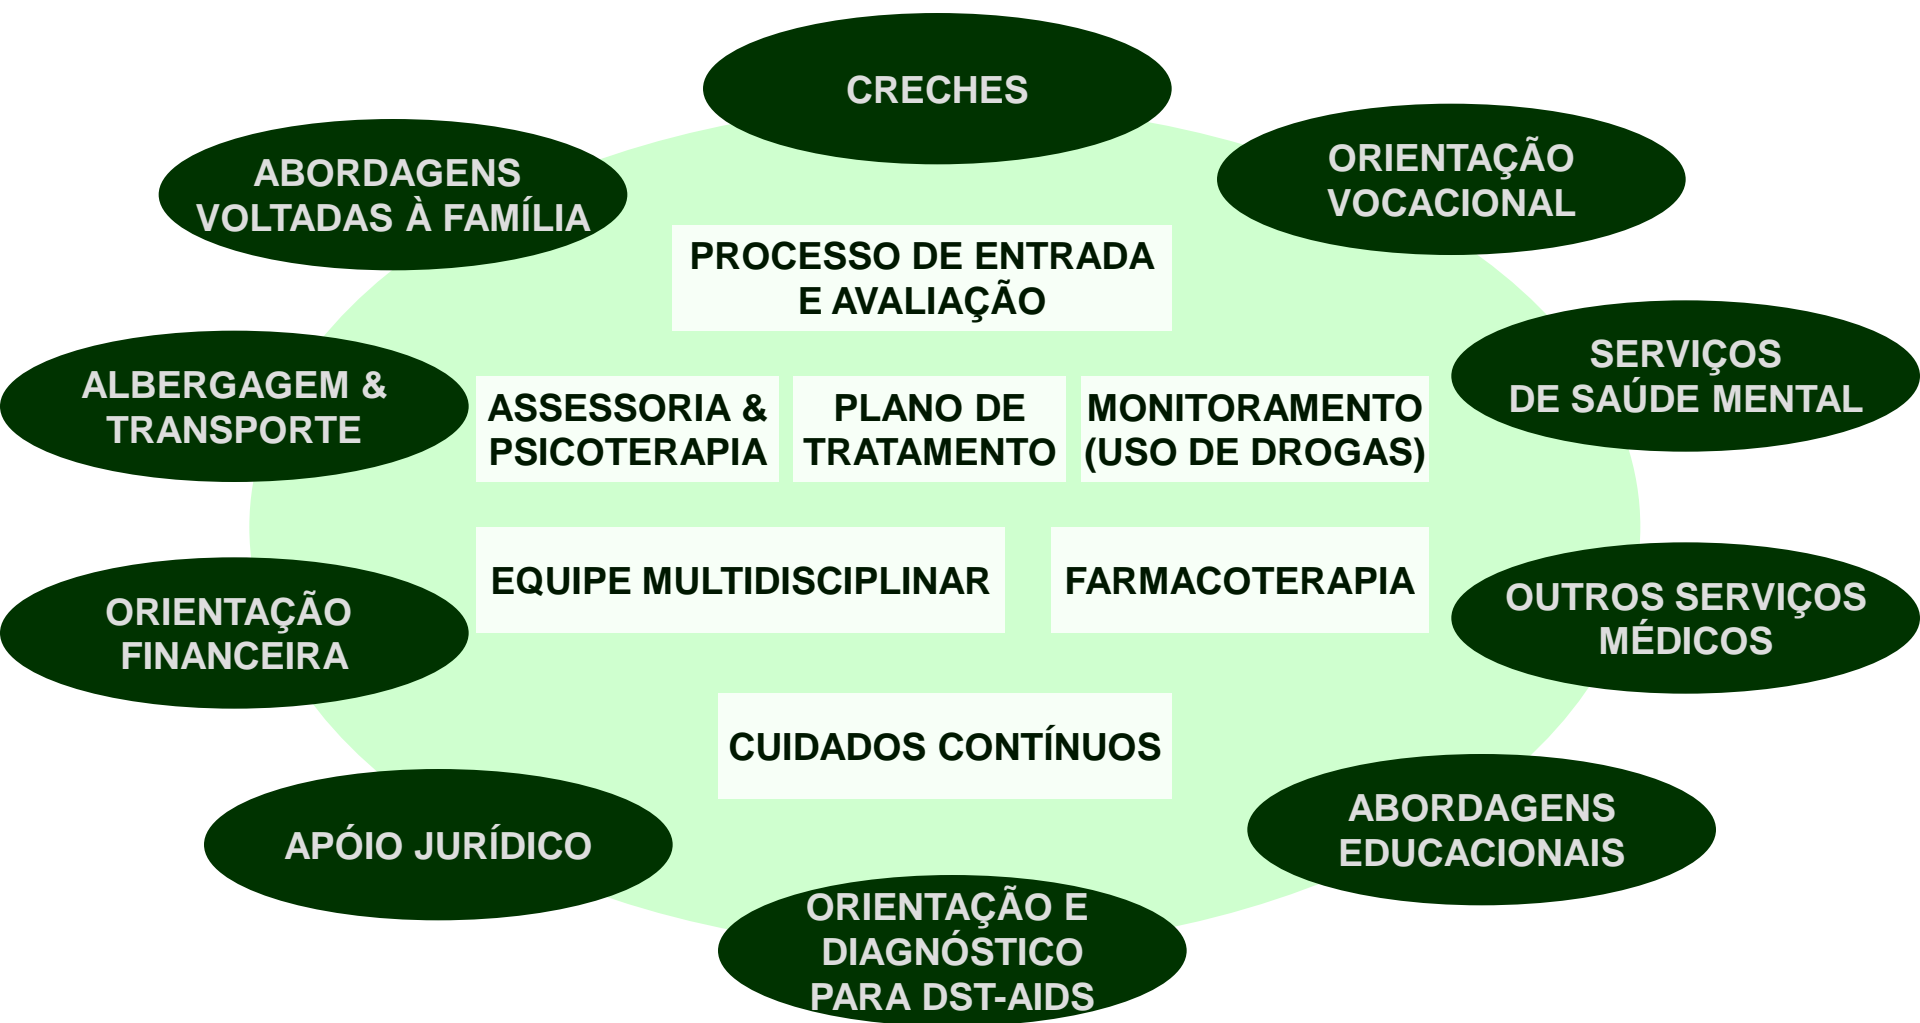 CRECHES
ORIENTAÇÃO
VOCACIONAL
ABORDAGENS
VOLTADAS À FAMÍLIA
PROCESSO DE ENTRADA
E AVALIAÇÃO
SERVIÇOS
DE SAÚDE MENTAL
ALBERGAGEM &
TRANSPORTE
ASSESSORIA &
PSICOTERAPIA
PLANO DE
TRATAMENTO
MONITORAMENTO
(USO DE DROGAS)
EQUIPE MULTIDISCIPLINAR
FARMACOTERAPIA
ORIENTAÇÃO
FINANCEIRA
OUTROS SERVIÇOS
MÉDICOS
CUIDADOS CONTÍNUOS
ABORDAGENS
EDUCACIONAIS
APÓIO JURÍDICO
ORIENTAÇÃO E
DIAGNÓSTICO
PARA DST-AIDS